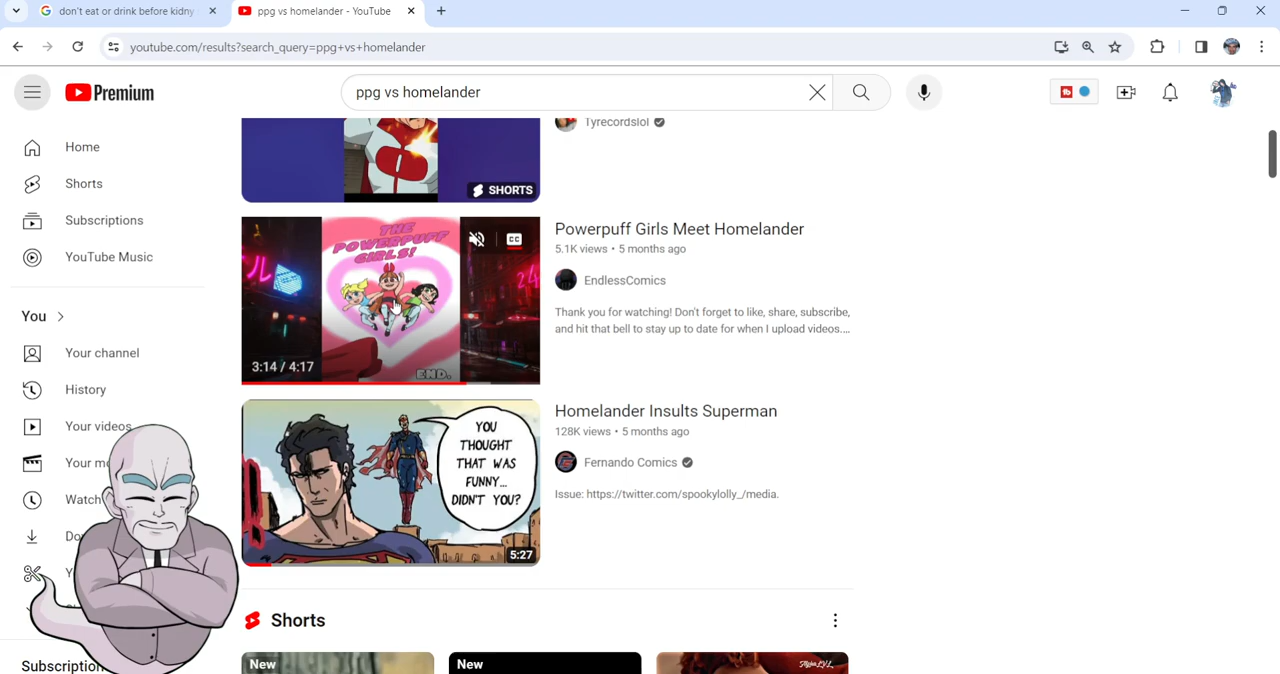 don't eat or drink before kidny
ppg vs homelander - YouTube
youtube.com/results?search_query=ppg+vs+homelander
Premium
ppg vs homelander
Home
Shorts
Subscriptions
YouTube Music
You
Your channel
History
Your videos
Your mo
Watch
Do
Y
Subscription
Tyrecordslol
SHORTS
THE
POWERPUFF
GIRLS!
CC
24
3:14 / 4:17
END.
Powerpuff Girls Meet Homelander
5.1K views • 5 months ago
EndlessComics
Thank you for watching! Don't forget to like, share, subscribe,
and hit that bell to stay up to date for when I upload videos....
YOU
THOUGHT
THAT WAS
FUNNY...
DIDN'T YOU?
5:27
Homelander Insults Superman
128K views • 5 months ago
Fernando Comics
Issue: https://twitter.com/spookylolly_/media.
Shorts
New
New